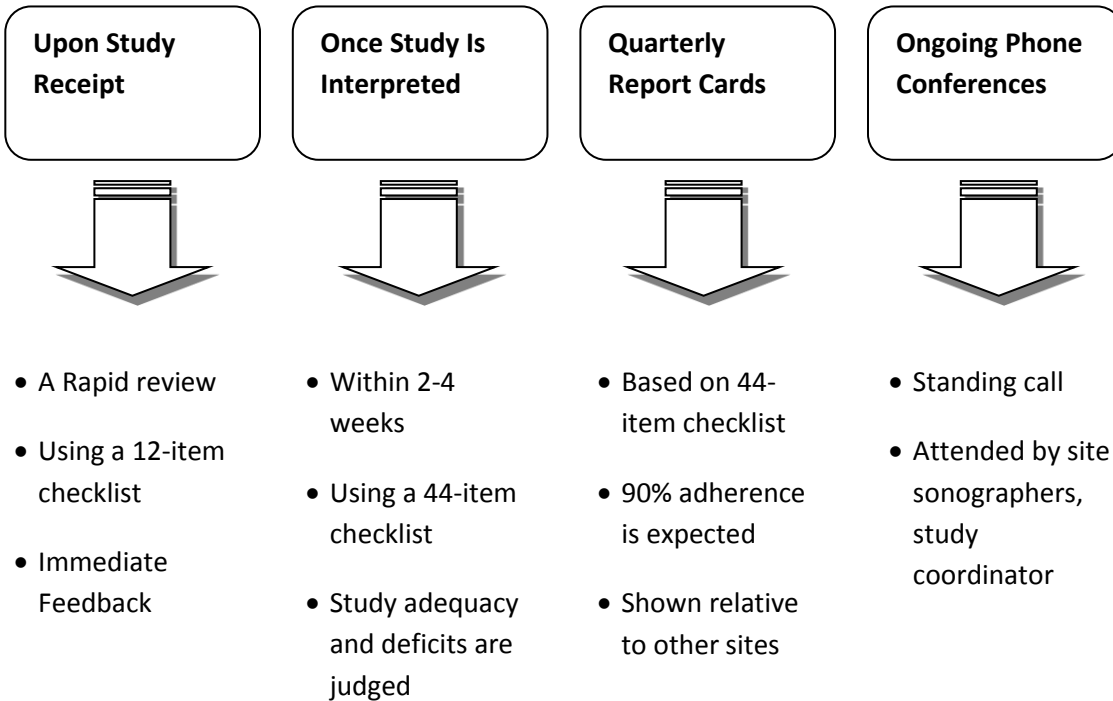 Upon Study
Receipt
Once Study Is
Interpreted
Quarterly
Report Cards
Ongoing Phone
Conferences
• A Rapid review
• Using a 12-item
checklist
• Immediate
Feedback
• Within 2-4
weeks
• Using a 44-item
checklist
• Study adequacy
and deficits are
judged
• Based on 44-
item checklist
• 90% adherence
is expected
• Shown relative
to other sites
• Standing call
• Attended by site
sonographers,
study
coordinator